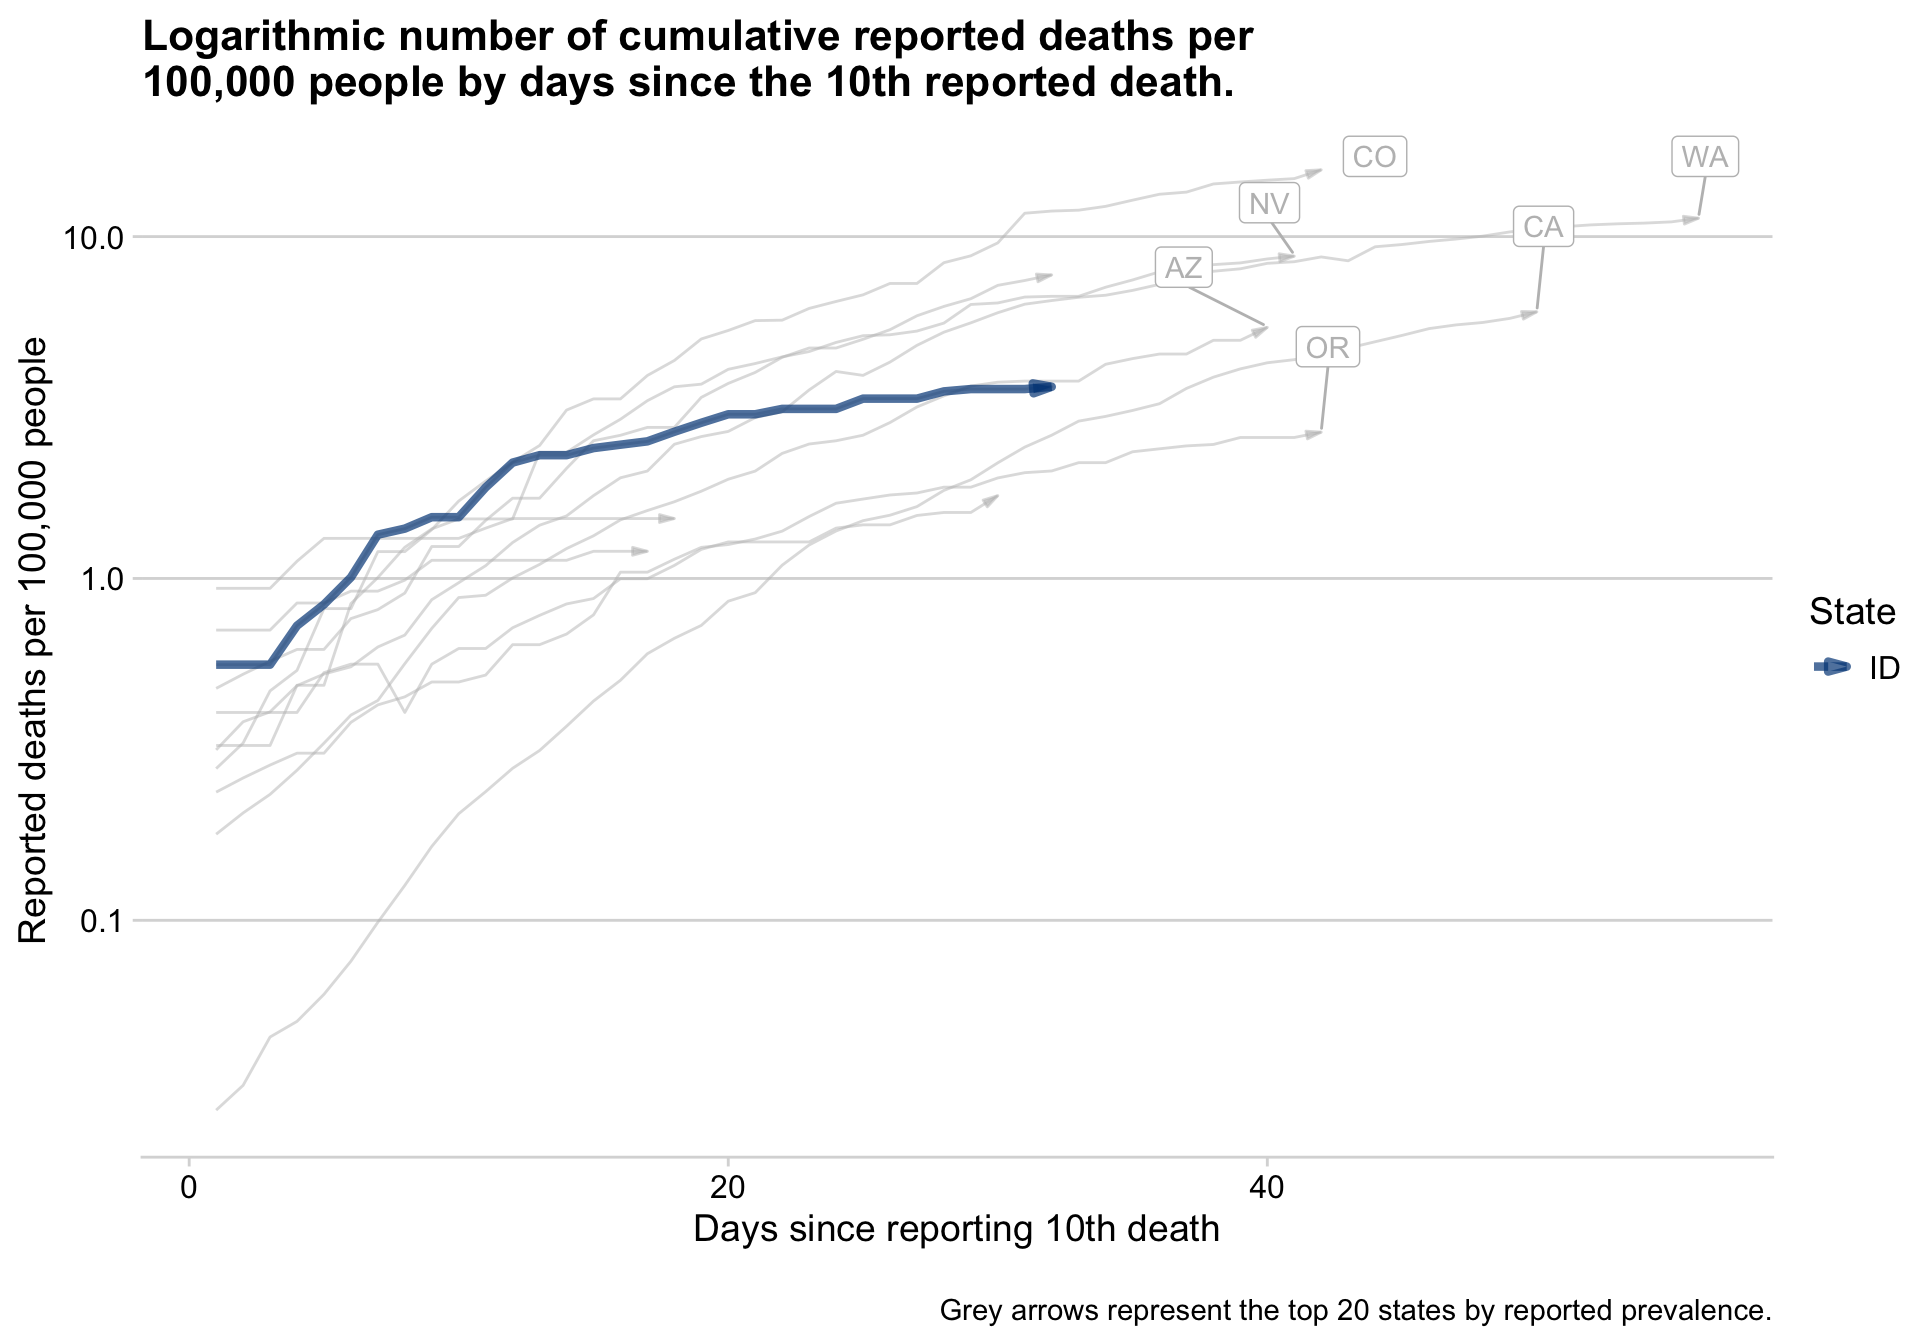 Logarithmic number of cumulative reported deaths per
100,000 people by days since the 10th reported death.
CO
WA
NV
CA
10.0
AZ
OR
Reported deaths per 100,000 people
1.0
State
ID
0.1
0
20
40
Days since reporting 10th death
Grey arrows represent the top 20 states by reported prevalence.